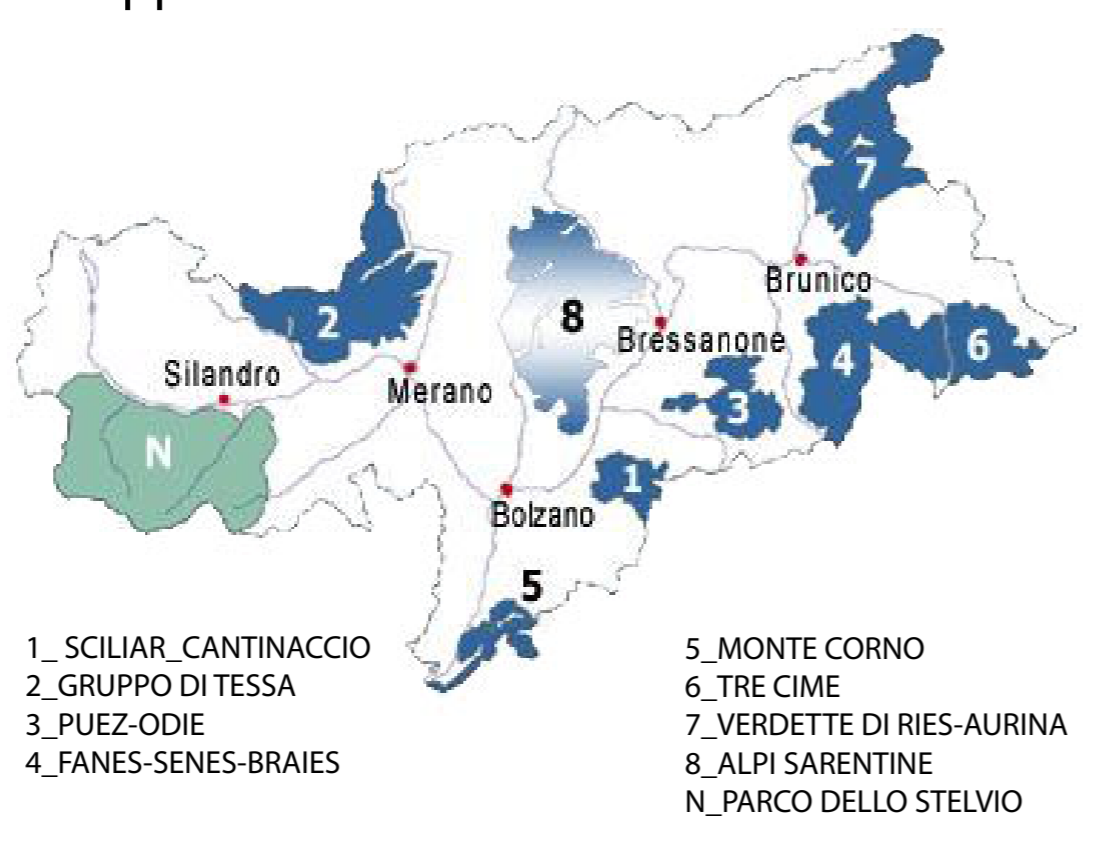 7
8
Brunico
2
Bressanone
4
6
Silandro
Merano
3
N
1
Bolzano
5
1_ SCILIAR_CANTINACCIO
2_GRUPPO DI TESSA
3_PUEZ-ODIE
4_FANES-SENES-BRAIES
5_MONTE CORNO
6_TRE CIME
7_VERDETTE DI RIES-AURINA
8_ALPI SARENTINE
N_PARCO DELLO STELVIO